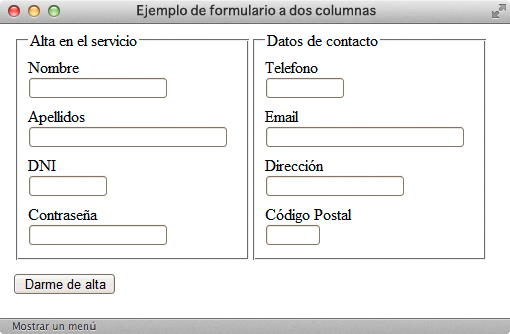 Ejemplo de formulario a dos columnas
Alta en el servicio
Nombre
Apellidos
DNI
Contraseña
Datos de contacto
Telefono
Email
Dirección
Código Postal
Darme de alta
Mostrar un menú